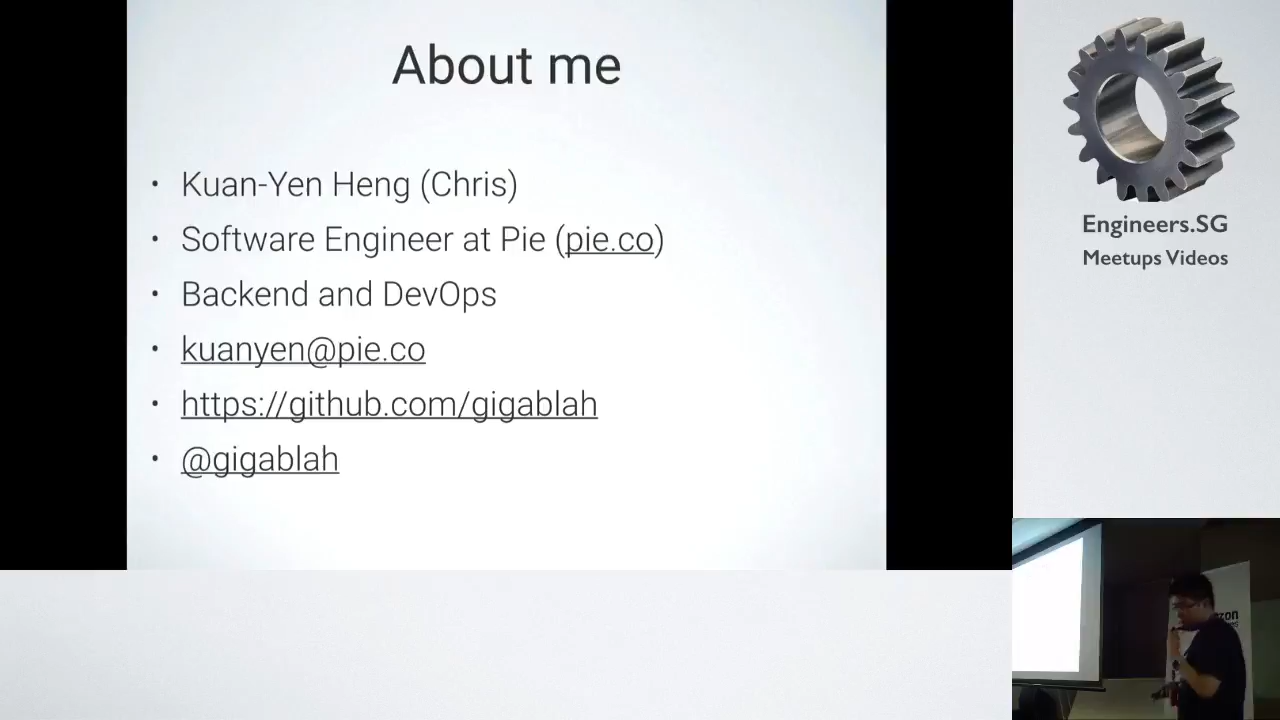 About me
• Kuan-Yen Heng (Chris)
• Software Engineer at Pie (pie.co)
• Backend and DevOps
• kuanyen@pie.co
• https://github.com/gigablah
• @gigablah
Engineers.SG
Meetups Videos